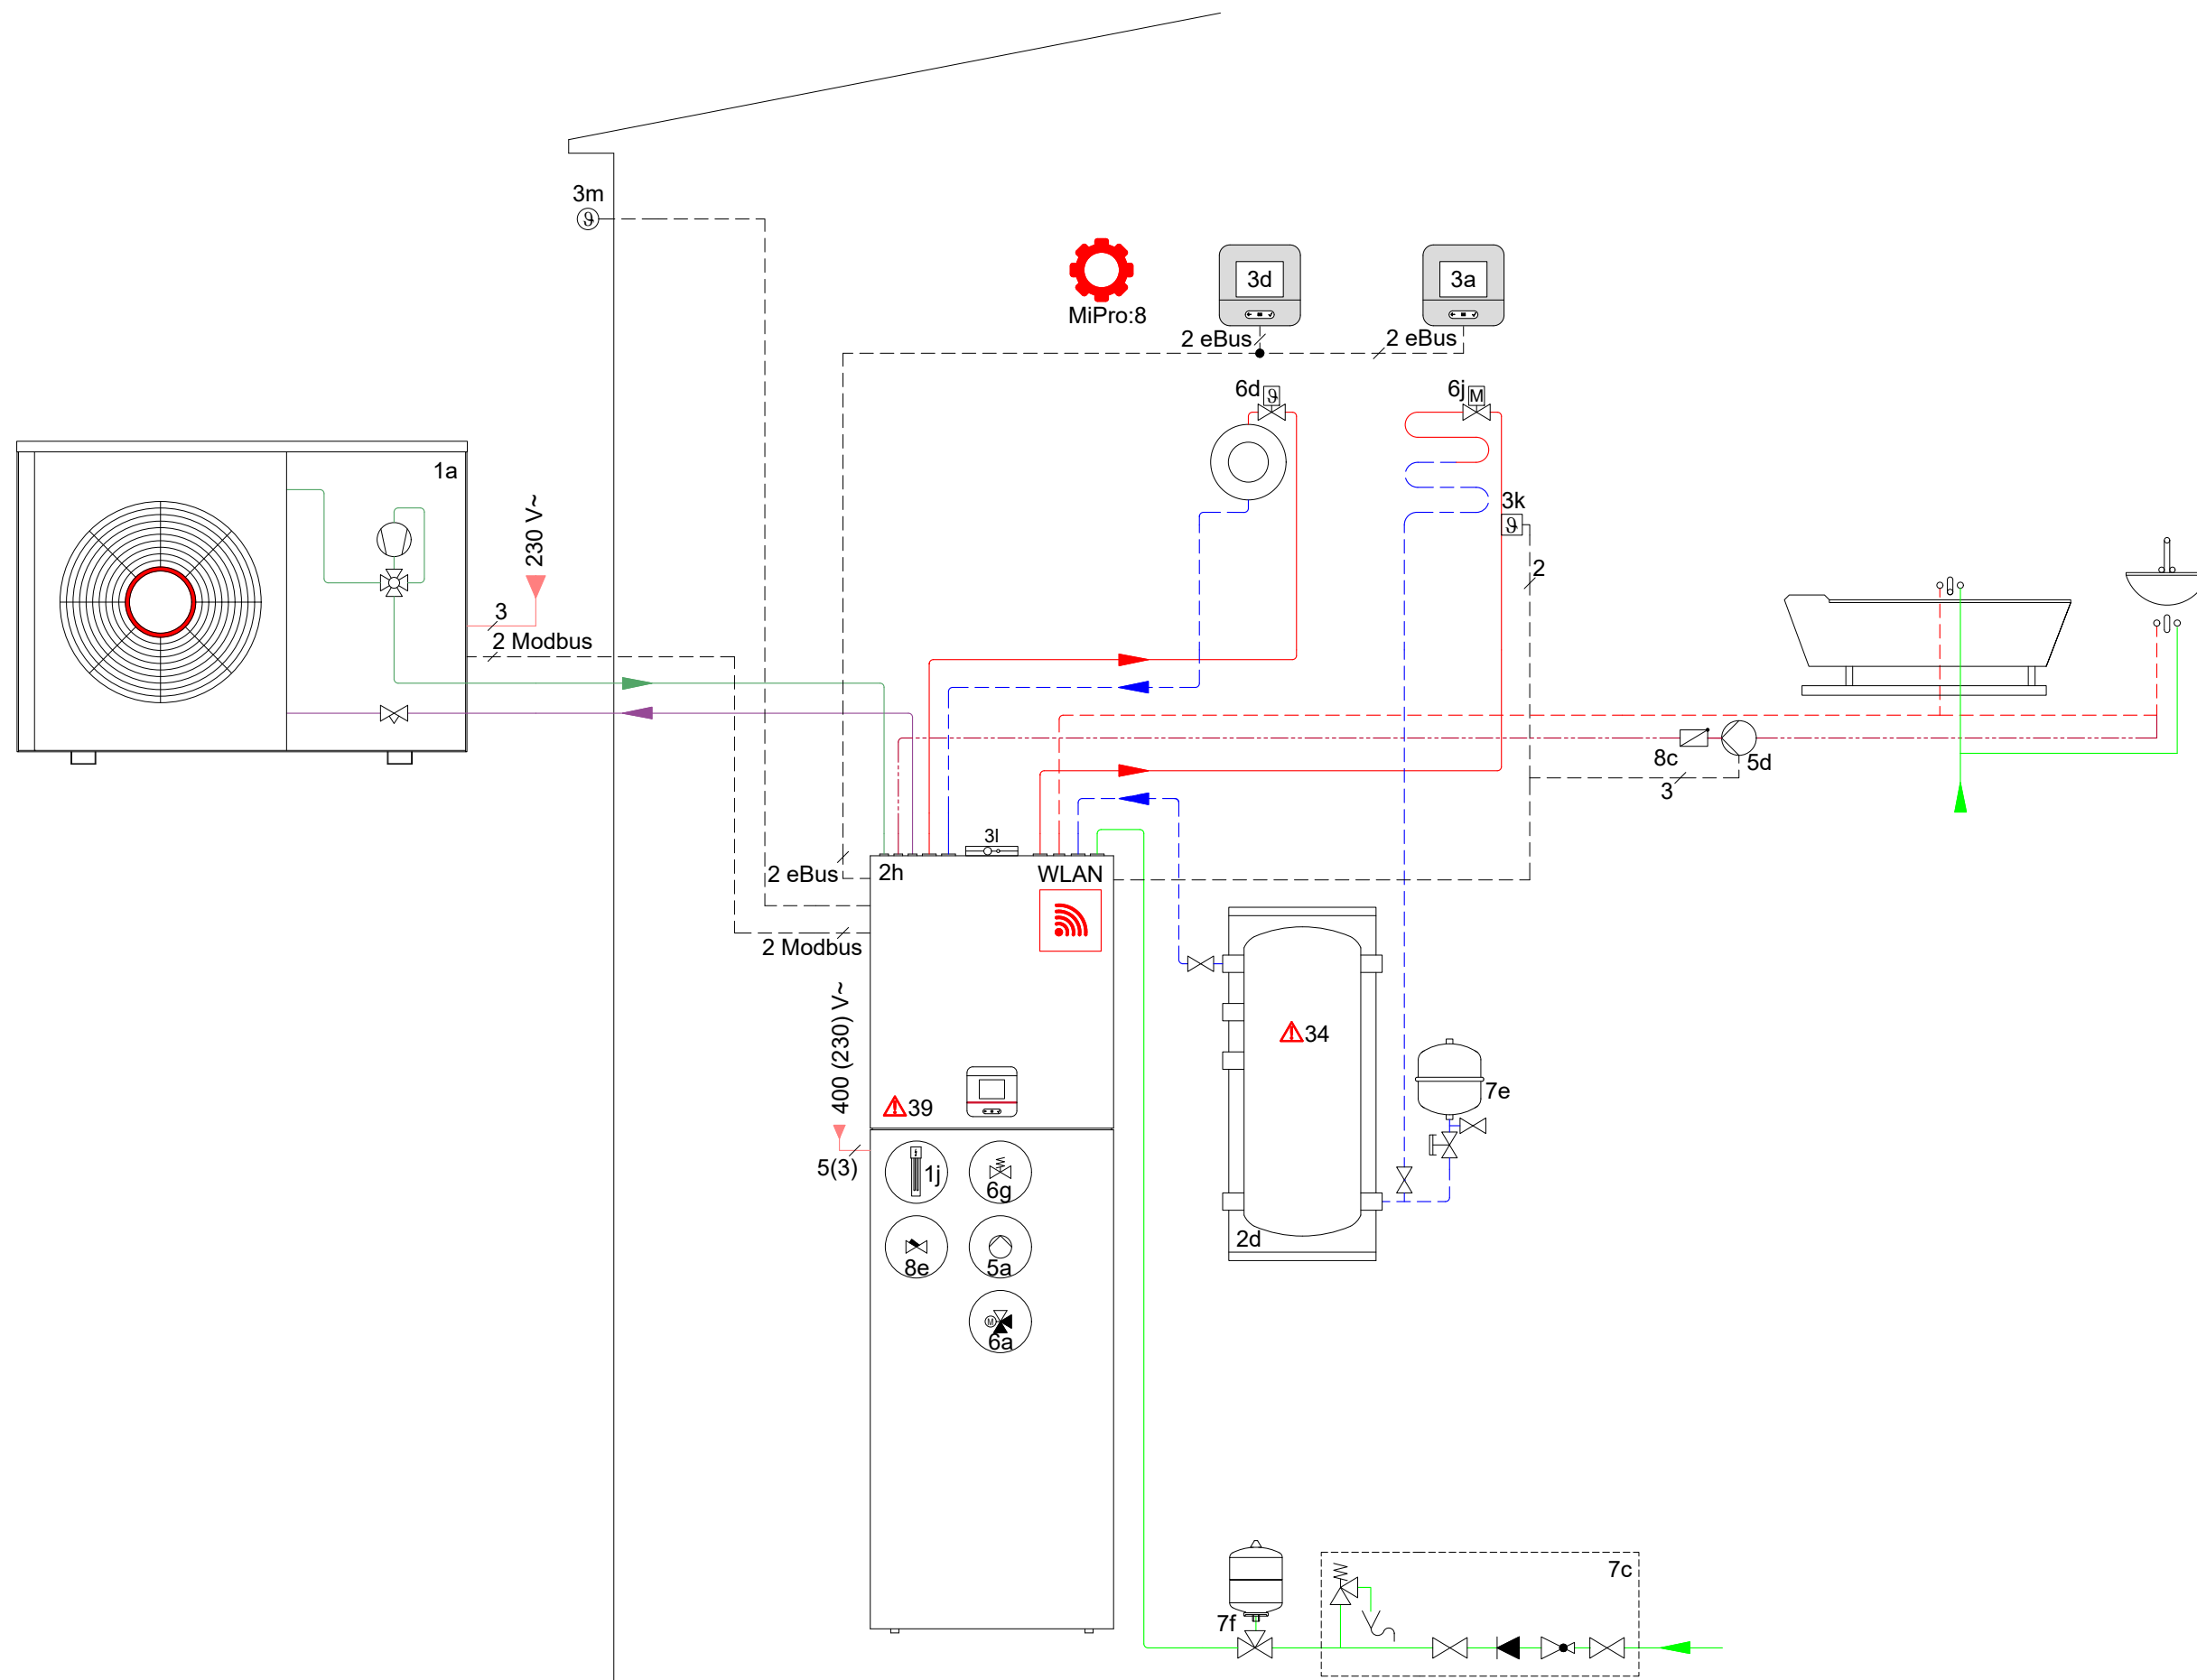 3m
MiPro:8
3d
3a
2 eBus
2 eBus
6d
6j
M
1a
230 V~
3k
2
3
2 Modbus
8c
5d
3
3l
2 eBus
2h
WLAN
2 Modbus
400 (230) V~
34
39
7e
5(3)
1j
6g
8e
5a
2d
M
6a
7c
7f